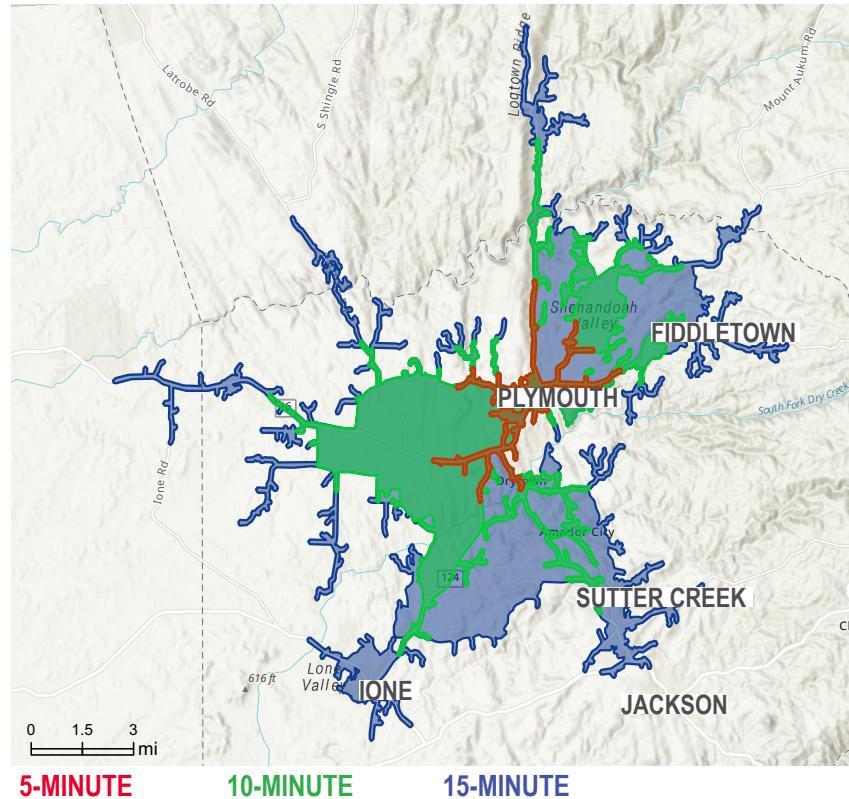 Logtown Ridge
Latrobe Rd
S Shingle Rd
Mount Aukum Rd
Shenandoah
Valley
FIDDLETOWN
PLYMOUTH
South Fork Dry Creek
Ione Rd
Drytown
Amador City
124
SUTTER CREEK
616 ft
Valley
IONE
JACKSON
0 1.5 3
mi
5-MINUTE 10-MINUTE 15-MINUTE